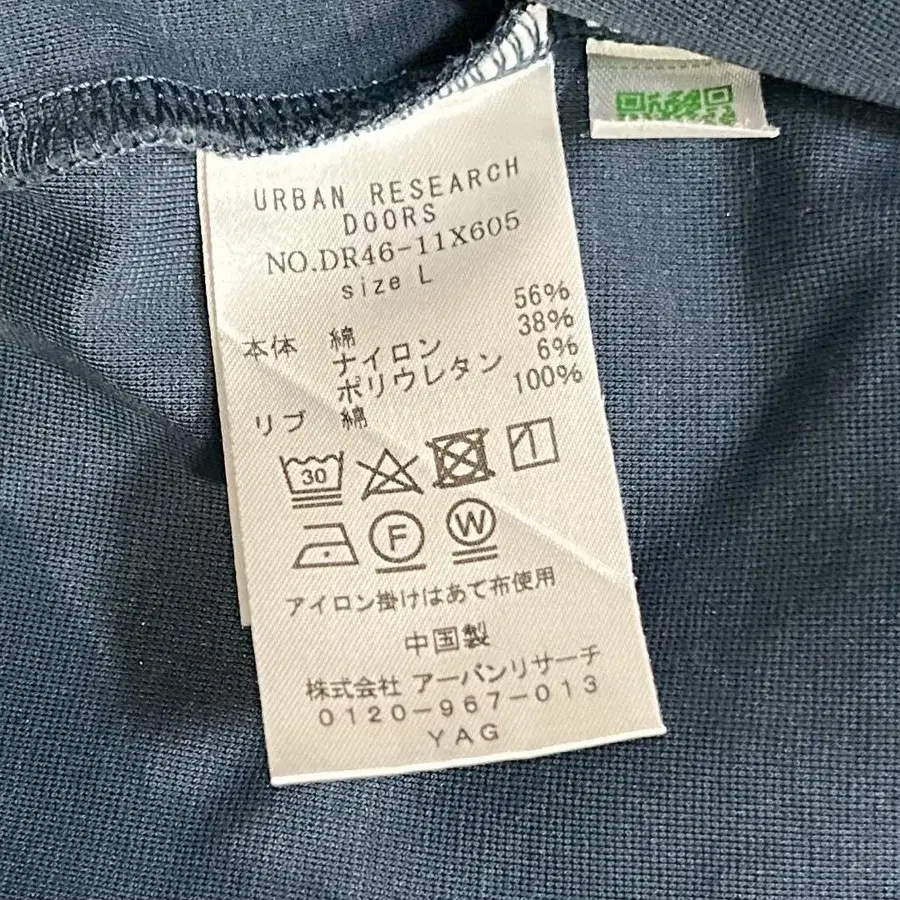 URBAN RESEARCH
DOORS
NO.DR46-11X605
size L
本体 綿 56%
ナイロン 38%
ポリウレタン 6%
リブ 綿 100%
30
F
W
アイロン掛けはあて布使用
中国製
株式会社 アーバンリサーチ
0120-967-013
YAG